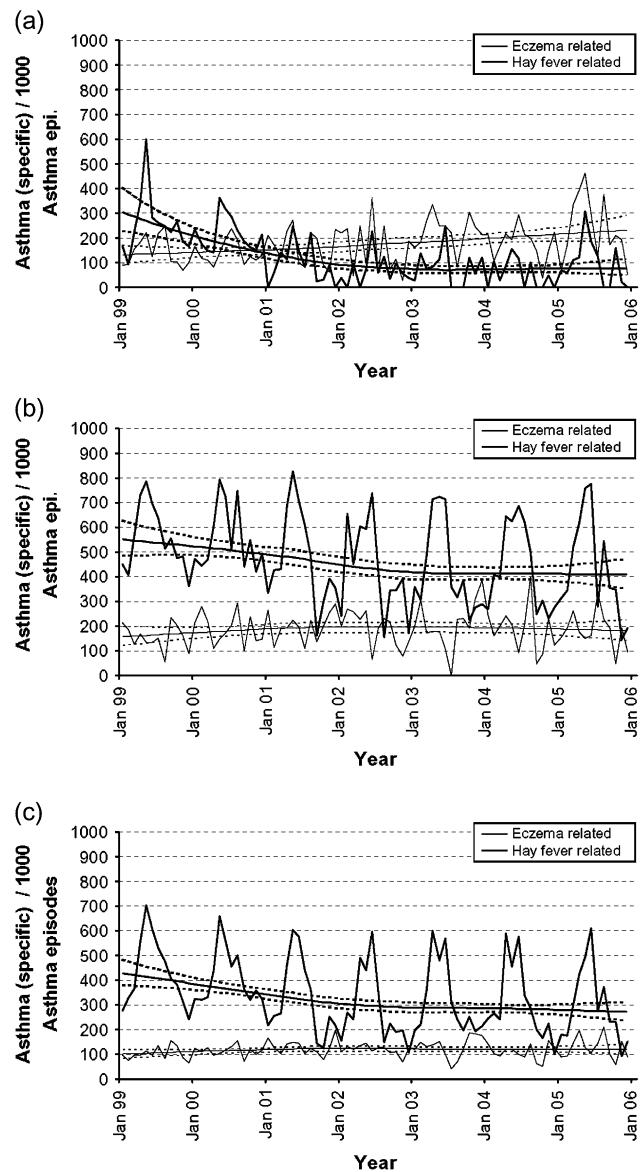 (a)
Asthma (specific) / 1000
Asthma epi.
1000
900
800
700
600
500
400
300
200
100
0
Eczema related
Hay fever related
Jan 99
Jan 00
Jan 01
Jan 02
Jan 03
Jan 04
Jan 05
Jan 06
Year
(b)
Asthma (specific) / 1000
Asthma epi.
1000
900
800
700
600
500
400
300
200
100
0
Eczema related
Hay fever related
Jan 99
Jan 00
Jan 01
Jan 02
Jan 03
Jan 04
Jan 05
Jan 06
Year
(c)
Asthma (specific) / 1000
Asthma episodes
1000
900
800
700
600
500
400
300
200
100
0
Eczema related
Hay fever related
Jan 99
Jan 00
Jan 01
Jan 02
Jan 03
Jan 04
Jan 05
Jan 06
Year